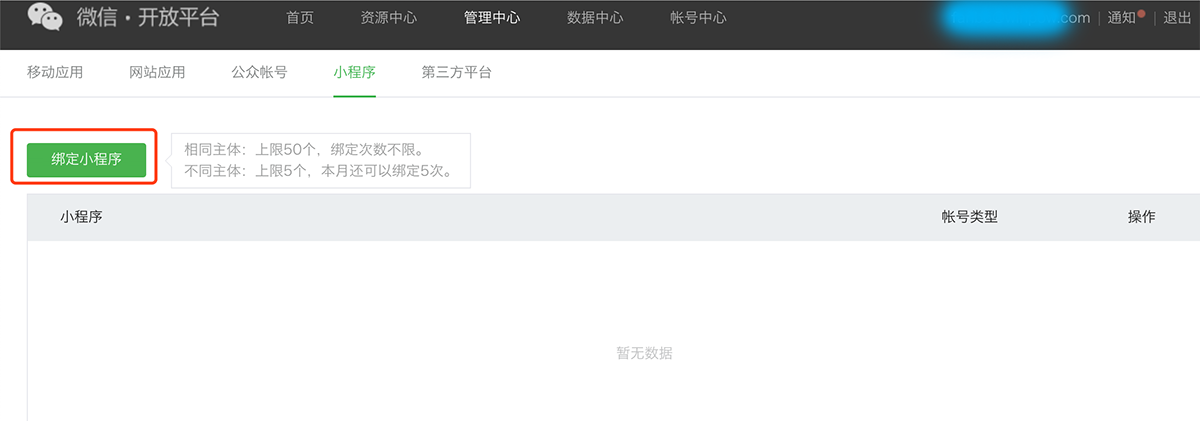 微信·开放平台 首页 资源中心 管理中心 数据中心 帐号中心 .com | 通知 | 退出
移动应用 网站应用 公众帐号 小程序 第三方平台
绑定小程序
相同主体：上限50个，绑定次数不限。
不同主体：上限5个，本月还可以绑定5次。
小程序 帐号类型 操作
暂无数据